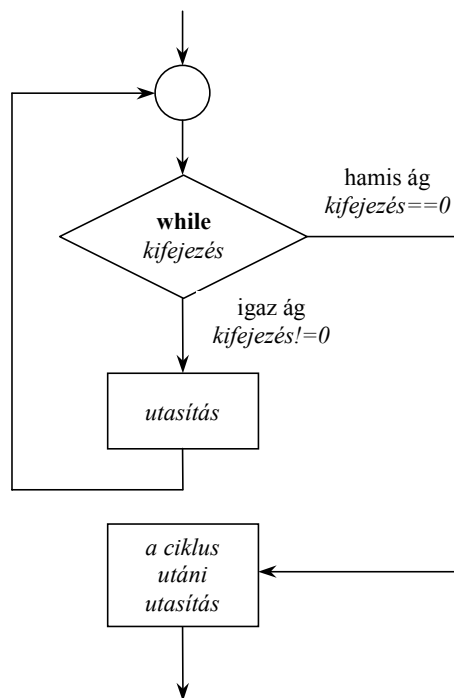 hamis ág
kifejezés==0
while
kifejezés
igaz ág
kifejezés!=0
utasítás
a ciklus
utáni
utasítás